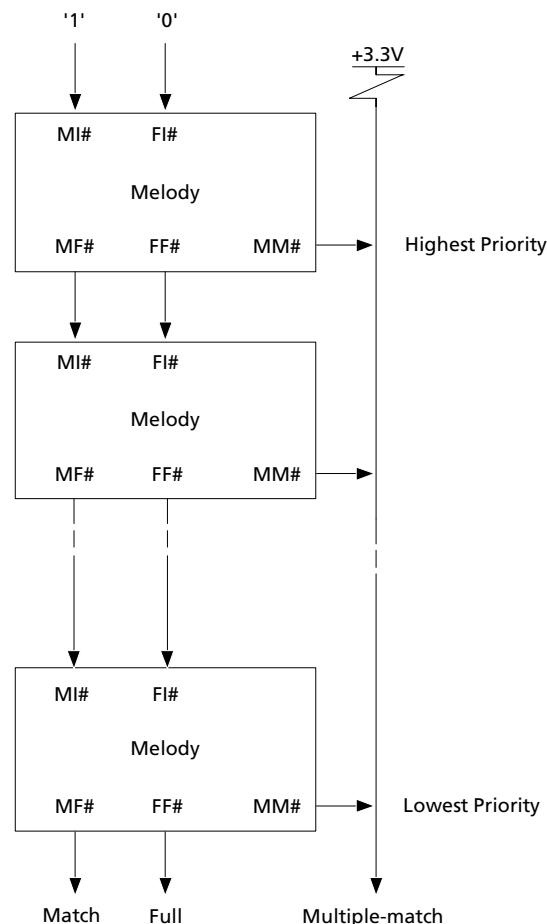 '1' '0'
+3.3V
MI# FI#
Melody
MF# FF# MM# Highest Priority
MI# FI#
Melody
MF# FF# MM#
MI# FI#
Melody
MF# FF# MM# Lowest Priority
Match Full Multiple-match